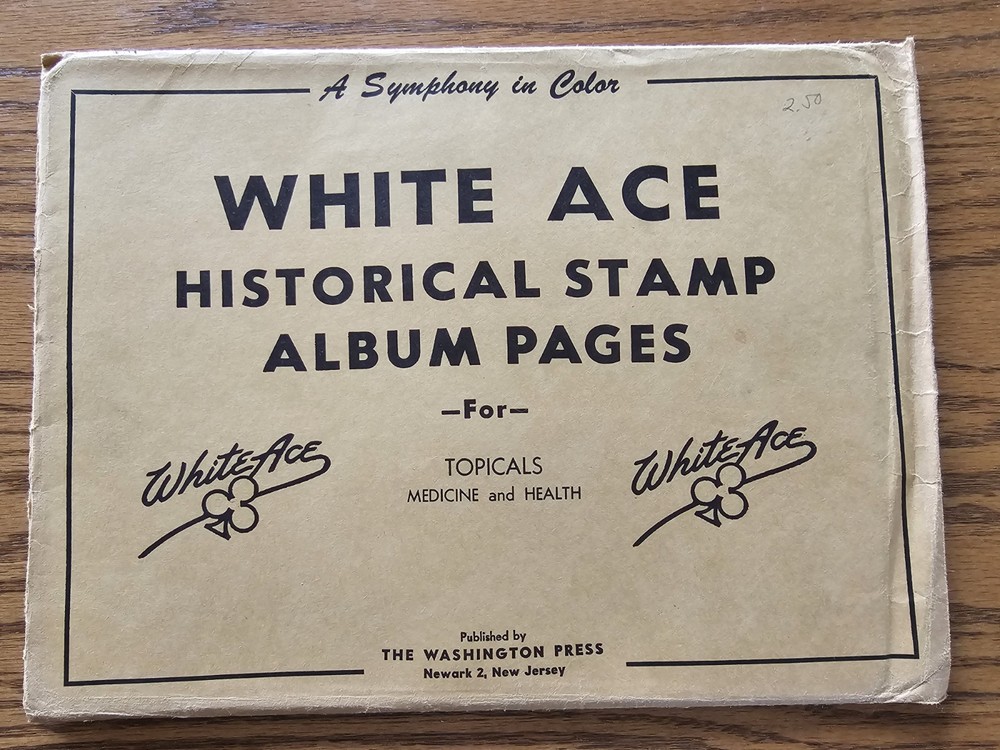 A Symphony in Color
2.50
WHITE ACE
HISTORICAL STAMP
ALBUM PAGES
—For—
White Ace
TOPICALS
MEDICINE and HEALTH
White Ace
Published by
THE WASHINGTON PRESS
Newark 2, New Jersey